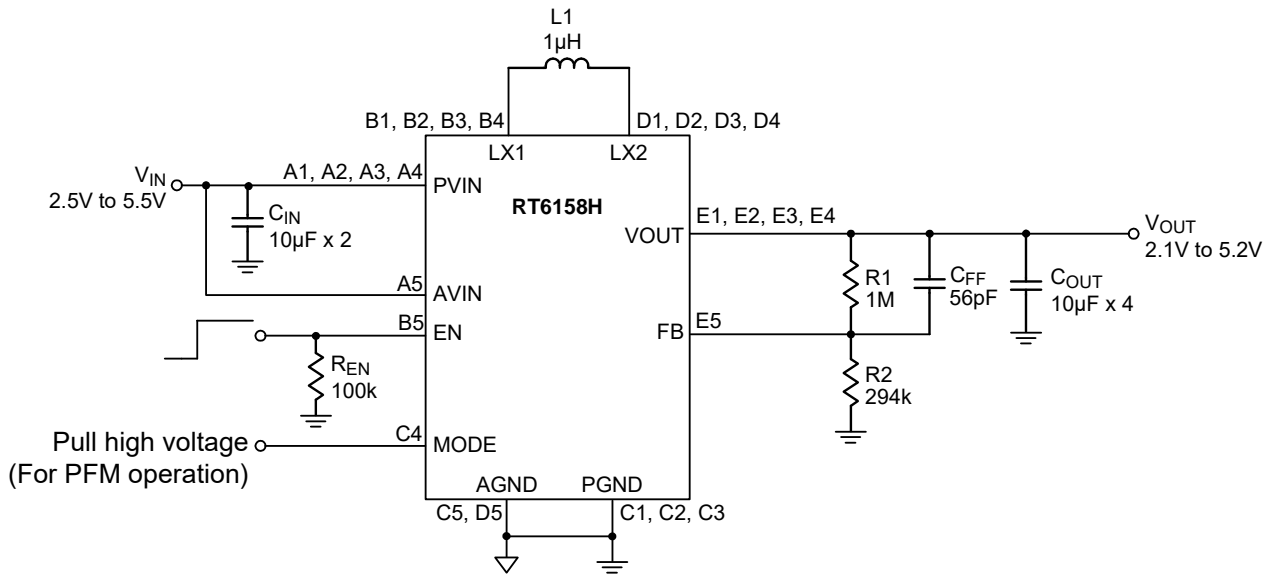 L1
1µH
B1, B2, B3, B4
D1, D2, D3, D4
LX1
LX2
VIN
2.5V to 5.5V
A1, A2, A3, A4
PVIN
RT6158H
CIN
10µF x 2
E1, E2, E3, E4
VOUT
VOUT
2.1V to 5.2V
R1
1M
CFF
56pF
COUT
10µF x 4
A5
AVIN
B5
EN
E5
FB
REN
100k
R2
294k
Pull high voltage
(For PFM operation)
C4
MODE
AGND
PGND
C5, D5
C1, C2, C3